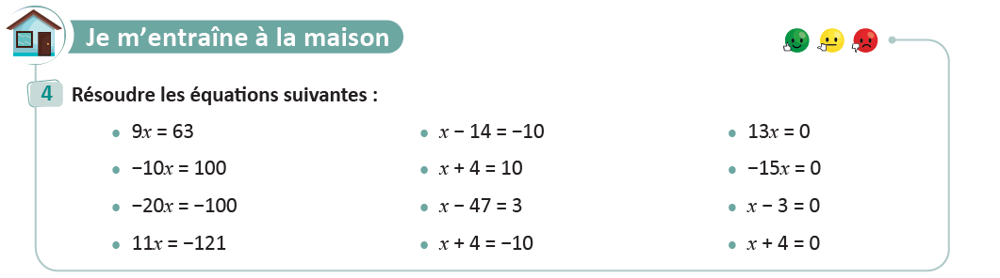 Je m'entraîne à la maison
4 Résoudre les équations suivantes :
• 9x = 63 • x − 14 = −10 • 13x = 0
• −10x = 100 • x + 4 = 10 • −15x = 0
• −20x = −100 • x − 47 = 3 • x − 3 = 0
• 11x = −121 • x + 4 = −10 • x + 4 = 0